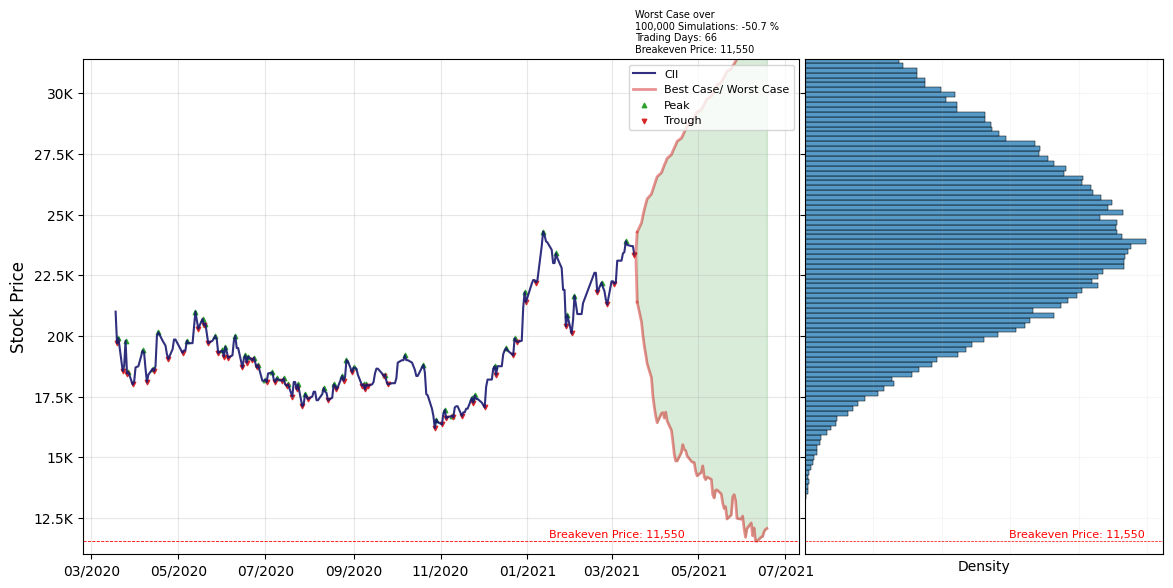 Worst Case over
100,000 Simulations: -50.7 %
Trading Days: 66
Breakeven Price: 11,550
CII
Best Case/ Worst Case
Peak
Trough
Stock Price
30K
27.5K
25K
22.5K
20K
17.5K
15K
12.5K
Breakeven Price: 11,550
Breakeven Price: 11,550
03/2020
05/2020
07/2020
09/2020
11/2020
01/2021
03/2021
05/2021
07/2021
Density